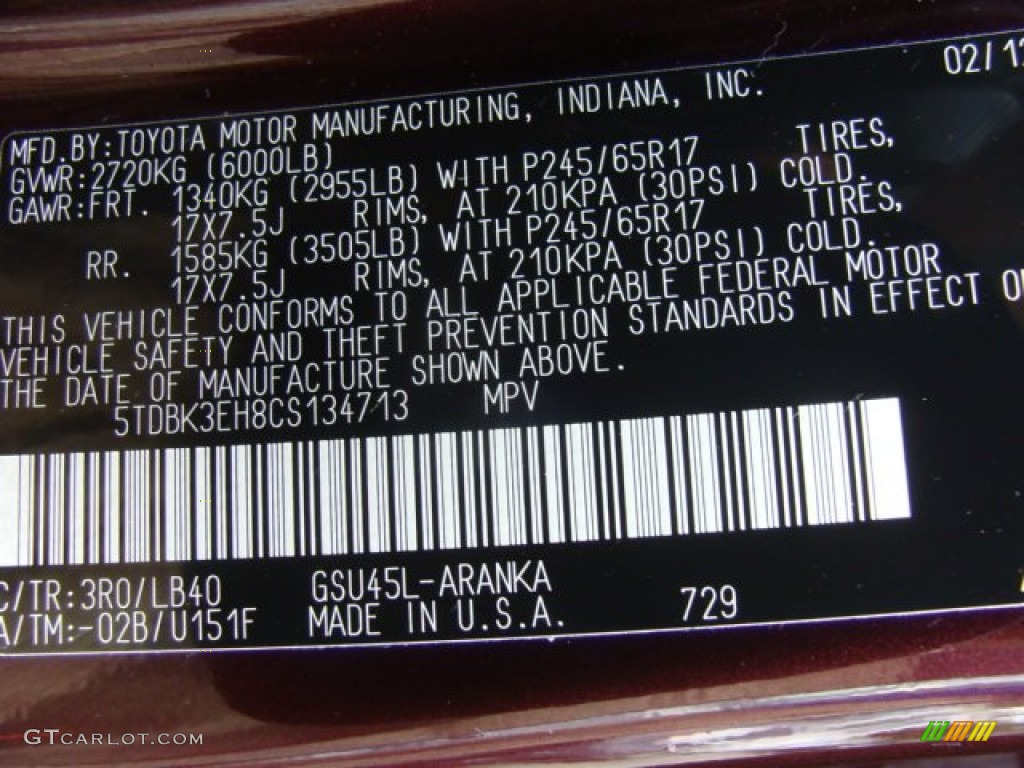 02/12
MFD.BY:TOYOTA MOTOR MANUFACTURING, INDIANA, INC.
GVWR:2720KG (6000LB)
GAWR:FRT. 1340KG (2955LB) WITH P245/65R17 TIRES,
17X7.5J RIMS, AT 210KPA (30PSI) COLD.
RR. 1585KG (3505LB) WITH P245/65R17 TIRES,
17X7.5J RIMS, AT 210KPA (30PSI) COLD.
THIS VEHICLE CONFORMS TO ALL APPLICABLE FEDERAL MOTOR
VEHICLE SAFETY AND THEFT PREVENTION STANDARDS IN EFFECT ON
THE DATE OF MANUFACTURE SHOWN ABOVE.
5TDBK3EH8CS134713 MPV
C/TR:3R0/LB40 GSU45L-ARANKA
A/TM:-02B/U151F MADE IN U.S.A. 729
GTCARLOT.COM